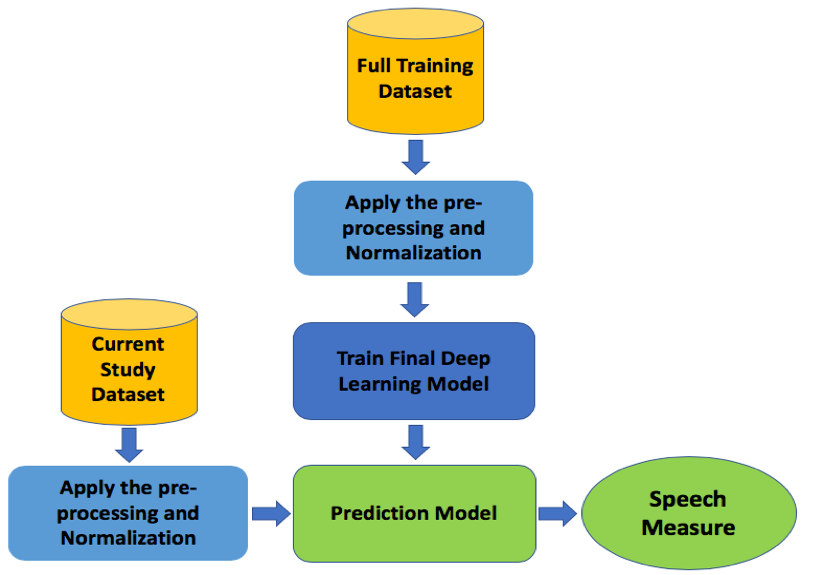 Full Training
Dataset
Apply the pre-
processing and
Normalization
Train Final Deep
Learning Model
Current
Study
Dataset
Apply the pre-
processing and
Normalization
Prediction Model
Speech
Measure